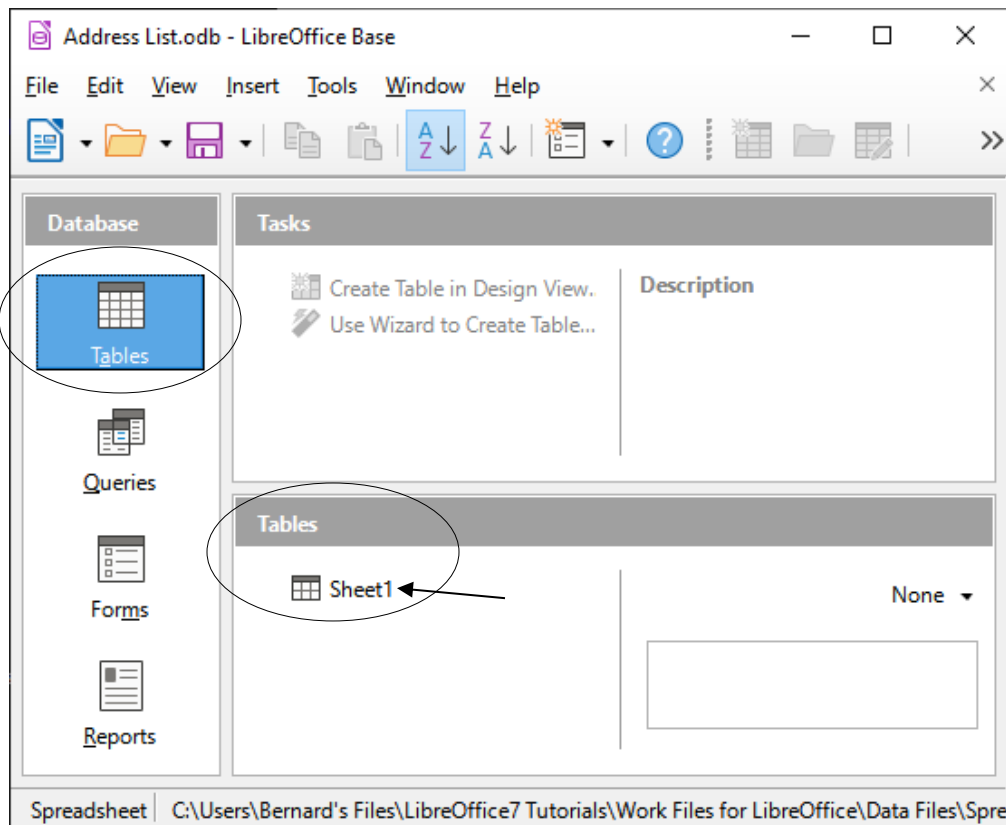 Address List.odb - LibreOffice Base
File Edit View Insert Tools Window Help
Database
Tables
Queries
Forms
Reports
Tasks
Create Table in Design View.
Use Wizard to Create Table...
Description
Tables
Sheet1
None
Spreadsheet C:\Users\Bernard's Files\LibreOffice7 Tutorials\Work Files for LibreOffice\Data Files\Spre